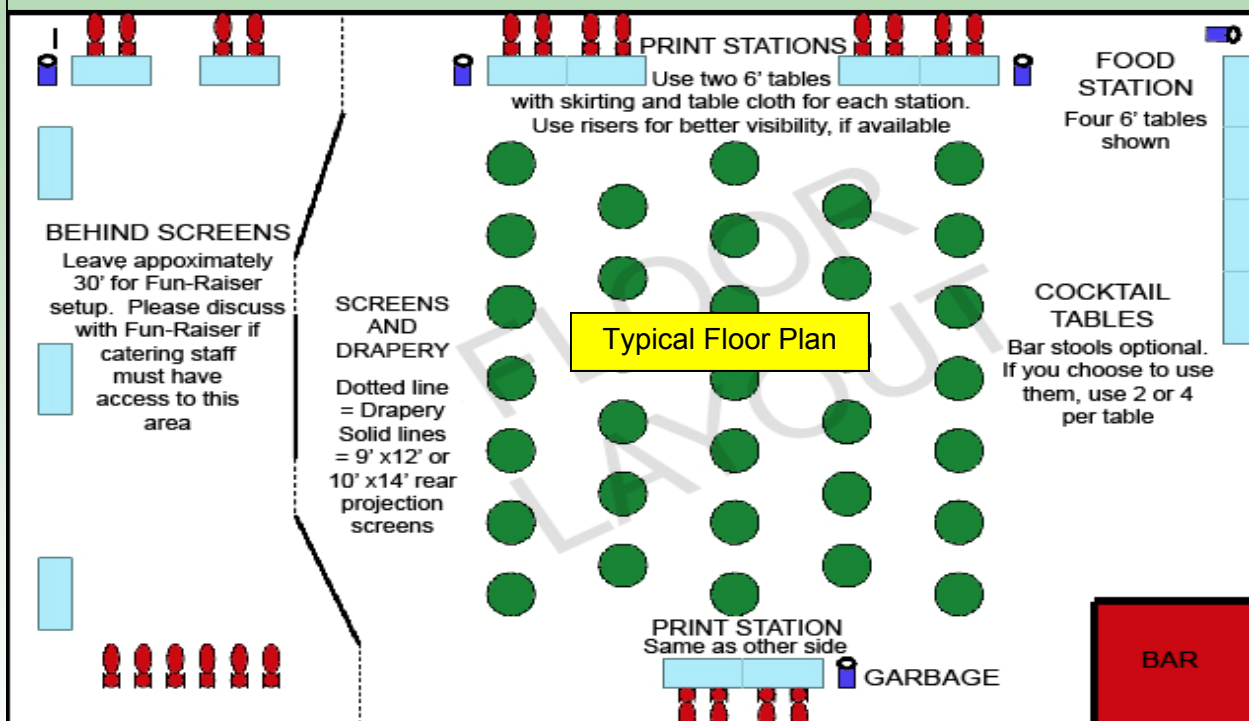 PRINT STATIONS
Use two 6' tables
with skirting and table cloth for each station.
Use risers for better visibility, if available
FOOD
STATION
Four 6' tables
shown
BEHIND SCREENS
Leave appoximately
30' for Fun-Raiser
setup. Please discuss
with Fun-Raiser if
catering staff
must have
access to this
area
SCREENS
AND
DRAPERY
Dotted line
= Drapery
Solid lines
= 9' x12' or
10' x14' rear
projection
screens
FLOOR
LAYOUT
Typical Floor Plan
COCKTAIL
TABLES
Bar stools optional.
If you choose to use
them, use 2 or 4
per table
PRINT STATION
Same as other side
GARBAGE
BAR